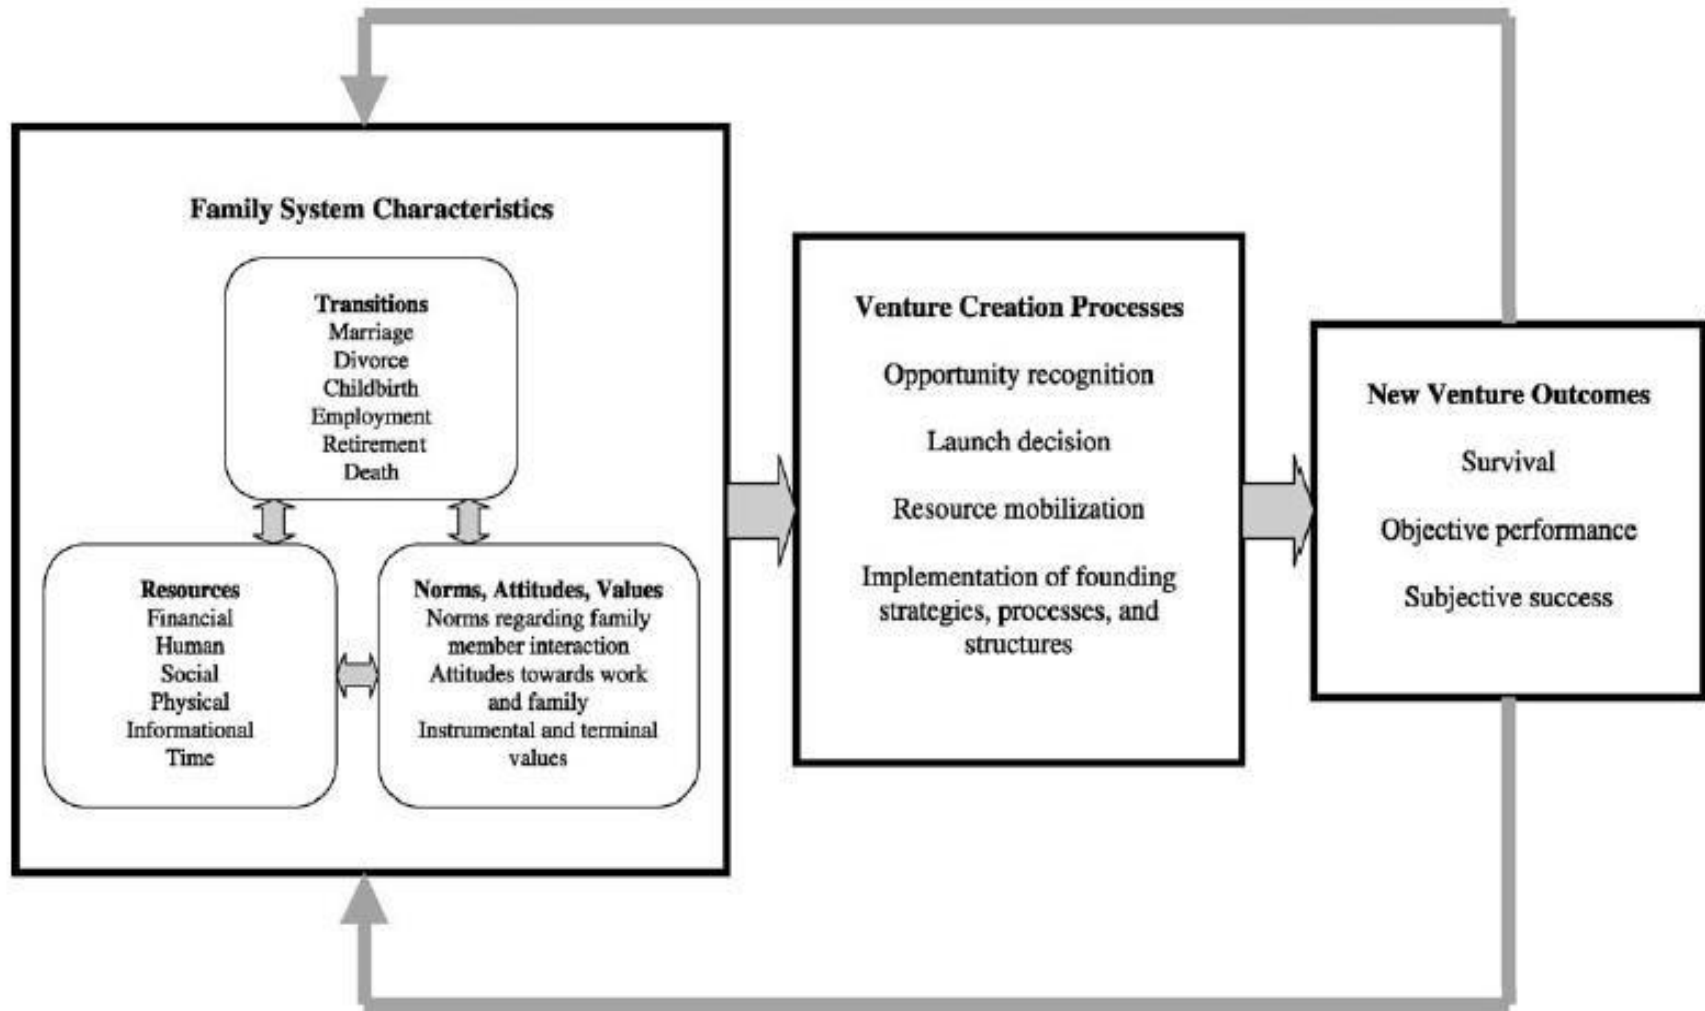 Family System Characteristics
Transitions
Marriage
Divorce
Childbirth
Employment
Retirement
Death
Resources
Financial
Human
Social
Physical
Informational
Time
Norms, Attitudes, Values
Norms regarding family
member interaction
Attitudes towards work
and family
Instrumental and terminal
values
Venture Creation Processes
Opportunity recognition
Launch decision
Resource mobilization
Implementation of founding
strategies, processes, and
structures
New Venture Outcomes
Survival
Objective performance
Subjective success